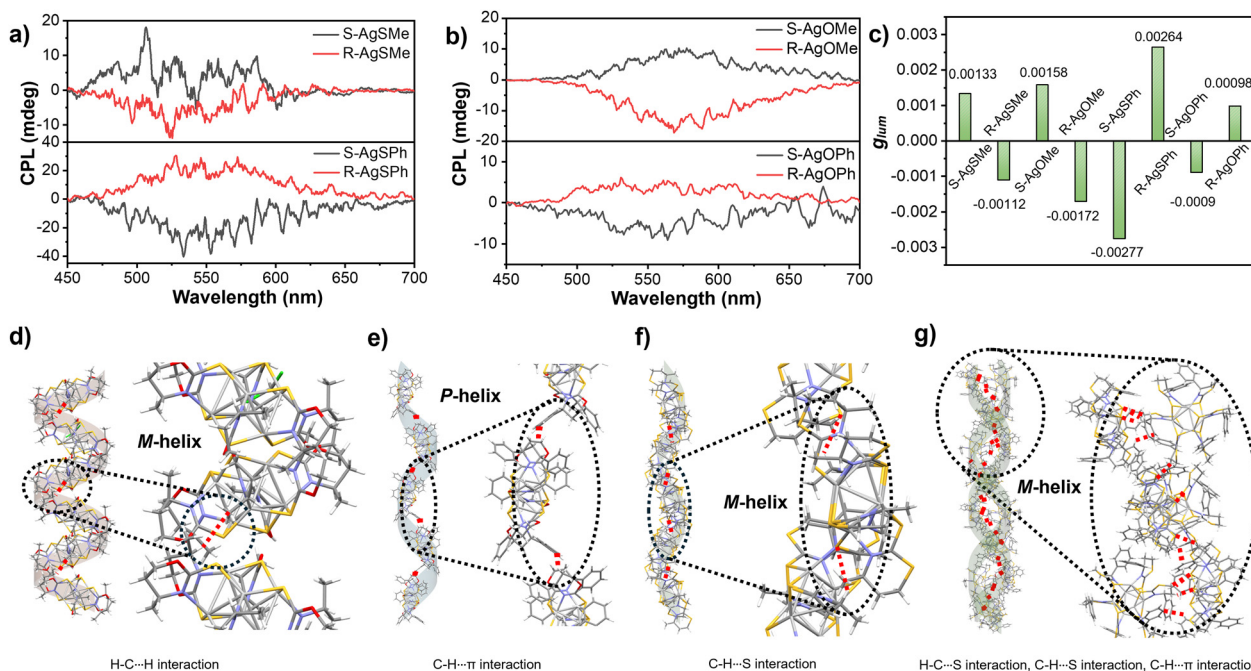 a)
20
10
0
-10
40
20
0
-20
-40
CPL (mdeg)
S-AgSMe
R-AgSMe
S-AgSPh
R-AgSPh
450 500 550 600 650 700
Wavelength (nm)
b)
20
10
0
-10
-20
10
0
-10
CPL (mdeg)
S-AgOMe
R-AgOMe
S-AgOPh
R-AgOPh
450 500 550 600 650 700
Wavelength (nm)
c)
0.003
0.002
0.001
0.000
-0.001
-0.002
-0.003
glum
0.00133
S-AgSMe
R-AgSMe
-0.00112
0.00158
S-AgOMe
R-AgOMe
-0.00172
S-AgSPh
-0.00277
0.00264
R-AgSPh
S-AgOPh
-0.0009
0.00098
R-AgOPh
d)
M-helix
H-C···H interaction
e)
P-helix
C-H···π interaction
f)
M-helix
C-H···S interaction
g)
M-helix
H-C···S interaction, C-H···S interaction, C-H···π interaction